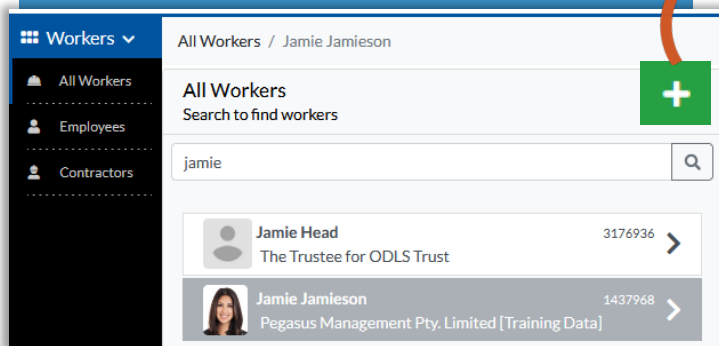 Workers
All Workers / Jamie Jamieson
All Workers
Employees
Contractors
All Workers
Search to find workers
+
jamie
Jamie Head 3176936
The Trustee for ODLS Trust
Jamie Jamieson 1437968
Pegasus Management Pty. Limited [Training Data]